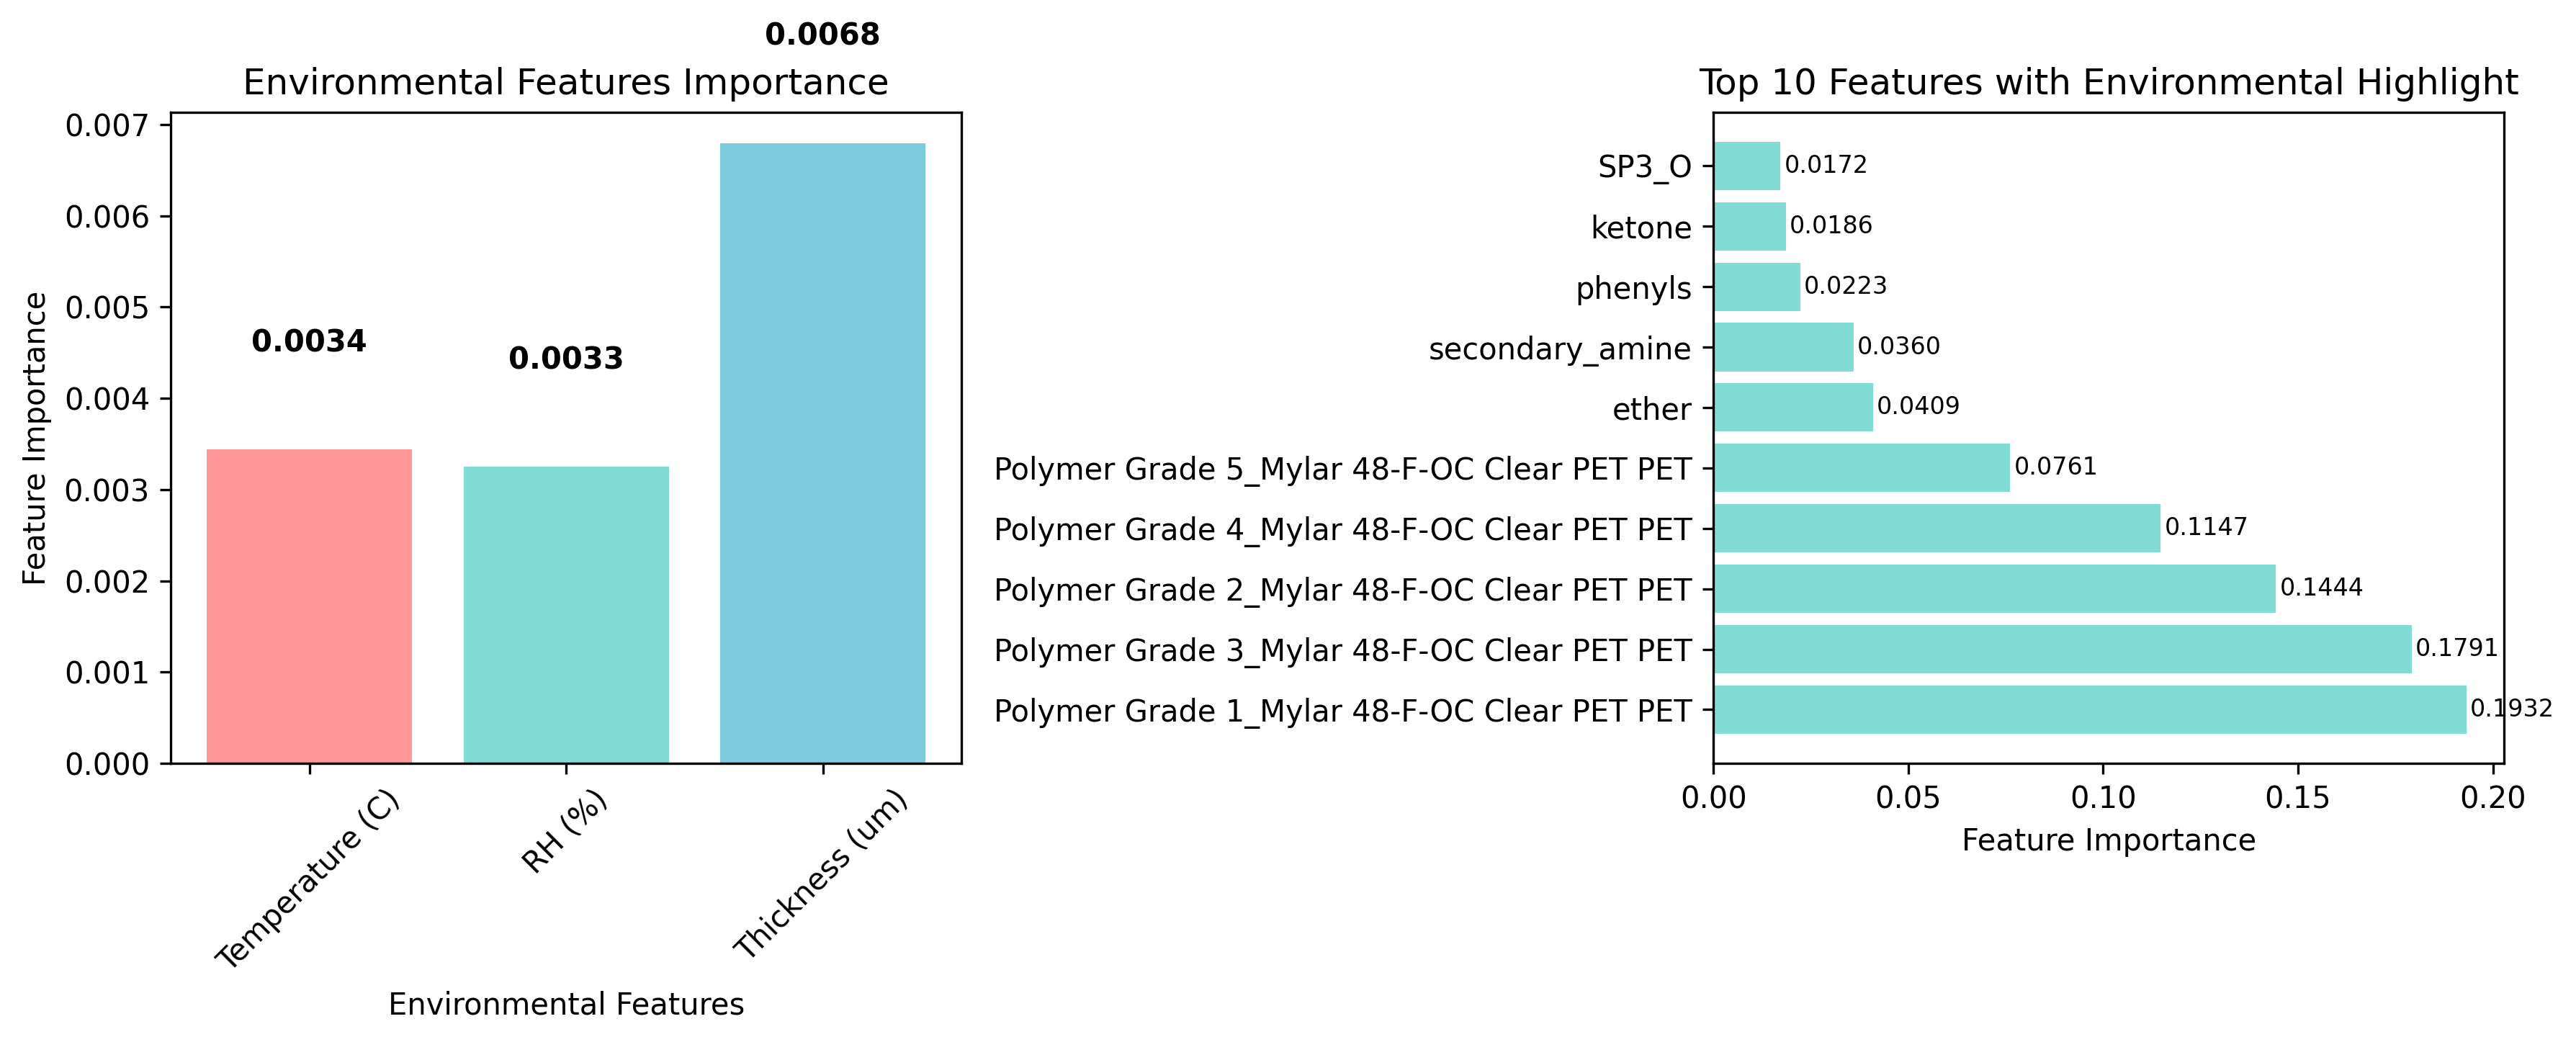 0.0068
Environmental Features Importance
0.007
0.006
0.005
0.004
0.003
0.002
0.001
0.000
Feature Importance
0.0034
0.0033
Temperature (C)
RH (%)
Thickness (um)
Environmental Features
Top 10 Features with Environmental Highlight
SP3_O
0.0172
ketone
0.0186
phenyls
0.0223
secondary_amine
0.0360
ether
0.0409
Polymer Grade 5_Mylar 48-F-OC Clear PET PET
0.0761
Polymer Grade 4_Mylar 48-F-OC Clear PET PET
0.1147
Polymer Grade 2_Mylar 48-F-OC Clear PET PET
0.1444
Polymer Grade 3_Mylar 48-F-OC Clear PET PET
0.1791
Polymer Grade 1_Mylar 48-F-OC Clear PET PET
0.1932
0.00
0.05
0.10
0.15
0.20
Feature Importance